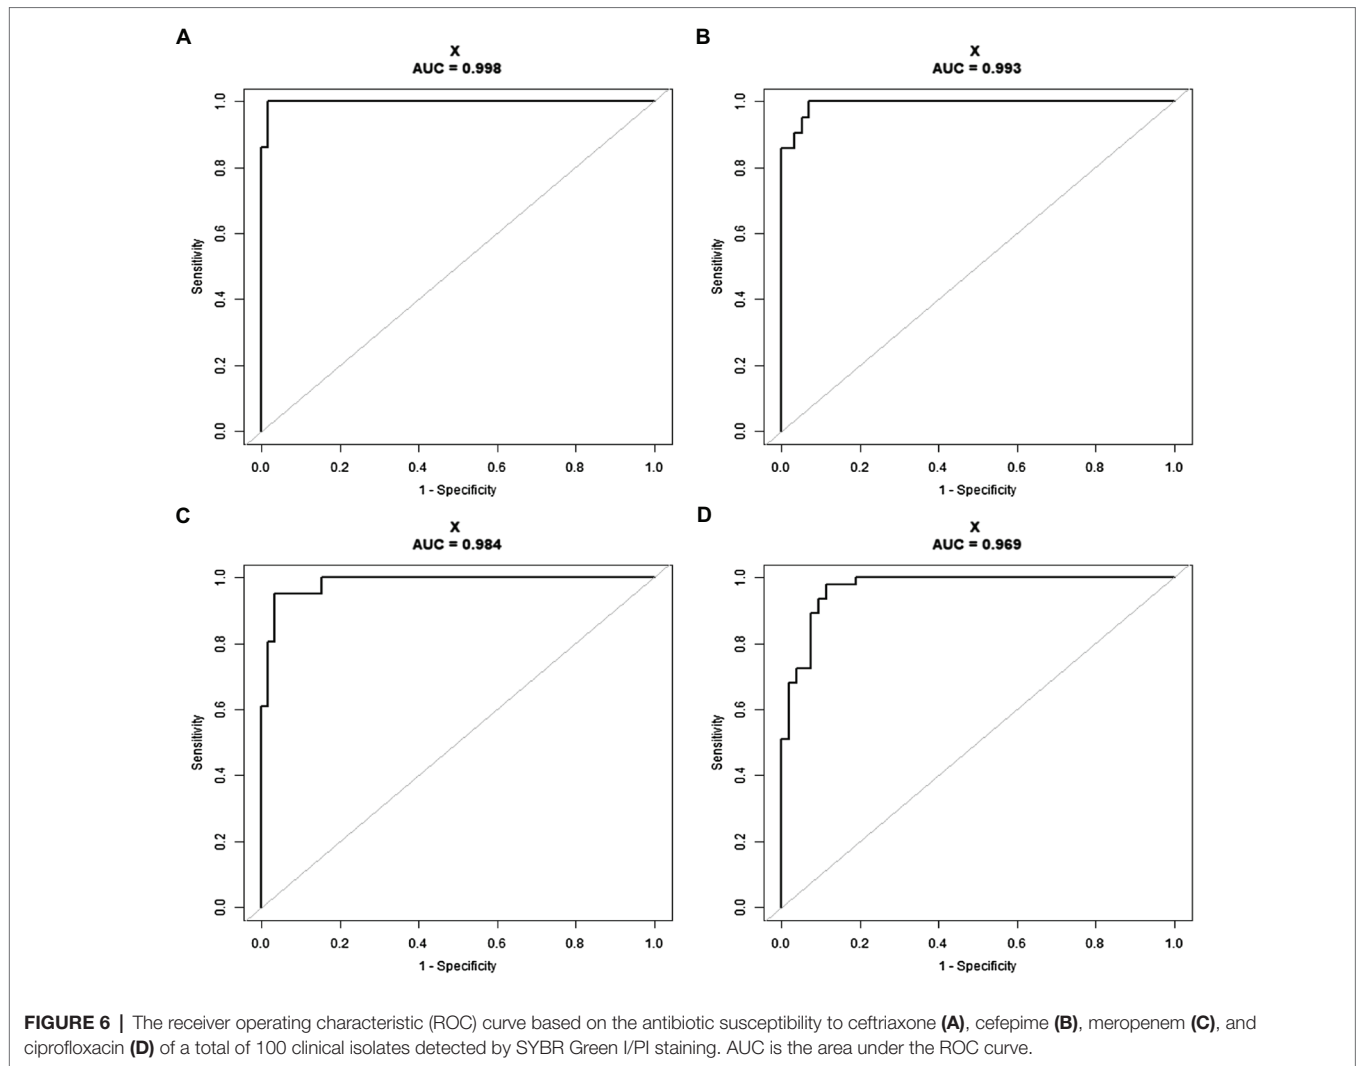 A
X
AUC = 0.998
1.0
0.8
0.6
0.4
0.2
0.0
Sensitivity
0.0 0.2 0.4 0.6 0.8 1.0
1 - Specificity
B
X
AUC = 0.993
1.0
0.8
0.6
0.4
0.2
0.0
Sensitivity
0.0 0.2 0.4 0.6 0.8 1.0
1 - Specificity
C
X
AUC = 0.984
1.0
0.8
0.6
0.4
0.2
0.0
Sensitivity
0.0 0.2 0.4 0.6 0.8 1.0
1 - Specificity
D
X
AUC = 0.969
1.0
0.8
0.6
0.4
0.2
0.0
Sensitivity
0.0 0.2 0.4 0.6 0.8 1.0
1 - Specificity
FIGURE 6 | The receiver operating characteristic (ROC) curve based on the antibiotic susceptibility to ceftriaxone (A), cefepime (B), meropenem (C), and
ciprofloxacin (D) of a total of 100 clinical isolates detected by SYBR Green I/PI staining. AUC is the area under the ROC curve.